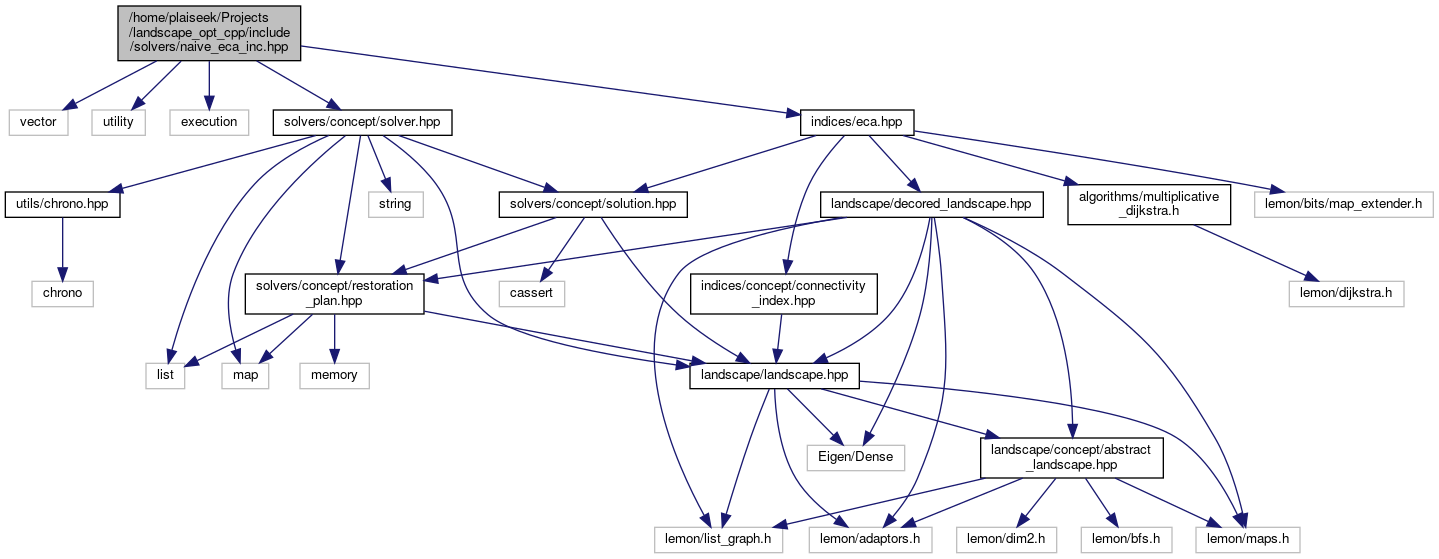 /home/plaiseek/Projects
/landscape_opt_cpp/include
/solvers/naive_eca_inc.hpp
vector
utility
execution
solvers/concept/solver.hpp
indices/eca.hpp
utils/chrono.hpp
string
solvers/concept/solution.hpp
landscape/decored_landscape.hpp
algorithms/multiplicative
_dijkstra.h
lemon/bits/map_extender.h
chrono
solvers/concept/restoration
_plan.hpp
cassert
indices/concept/connectivity
_index.hpp
lemon/dijkstra.h
list
map
memory
landscape/landscape.hpp
Eigen/Dense
landscape/concept/abstract
_landscape.hpp
lemon/list_graph.h
lemon/adaptors.h
lemon/dim2.h
lemon/bfs.h
lemon/maps.h